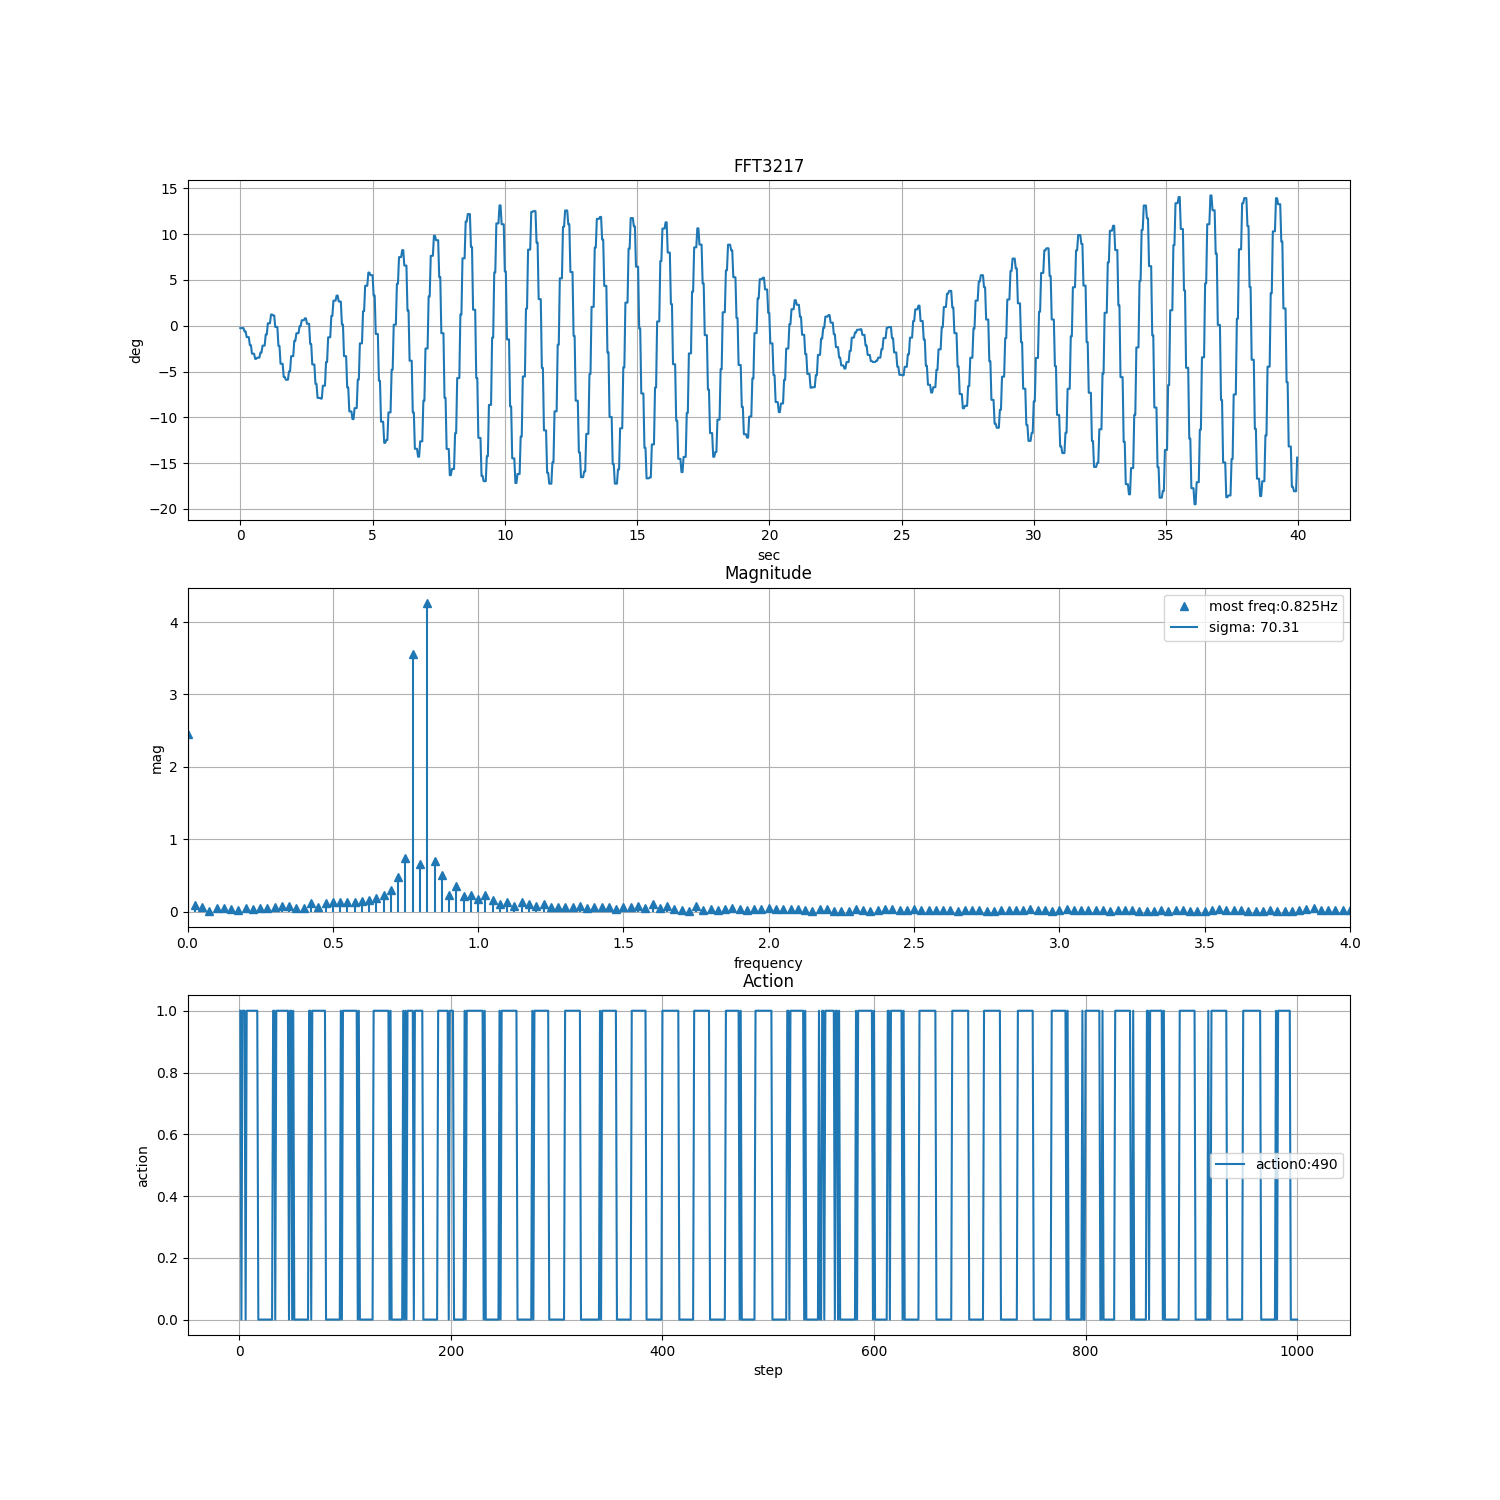 FFT3217
15
10
5
0
−5
−10
−15
−20
deg
0 5 10 15 20 25 30 35 40
sec
Magnitude
4
3
2
1
0
mag
most freq:0.825Hz
sigma: 70.31
0.0 0.5 1.0 1.5 2.0 2.5 3.0 3.5 4.0
frequency
Action
1.0
0.8
0.6
0.4
0.2
0.0
action
action0:490
0 200 400 600 800 1000
step